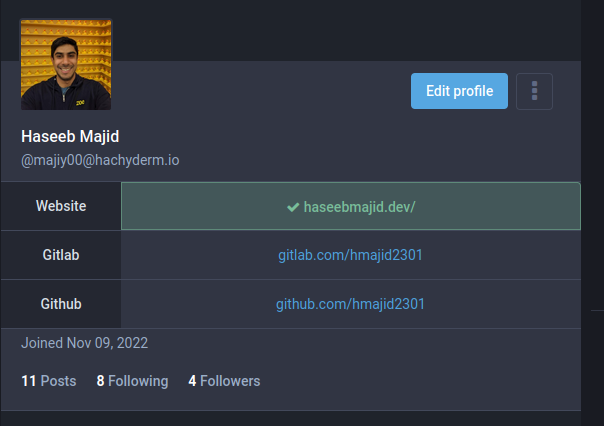 Edit profile
Haseeb Majid
@majiy00@hachyderm.io
Website
haseebmajid.dev/
Gitlab
gitlab.com/hmajid2301
Github
github.com/hmajid2301
Joined Nov 09, 2022
11 Posts 8 Following 4 Followers